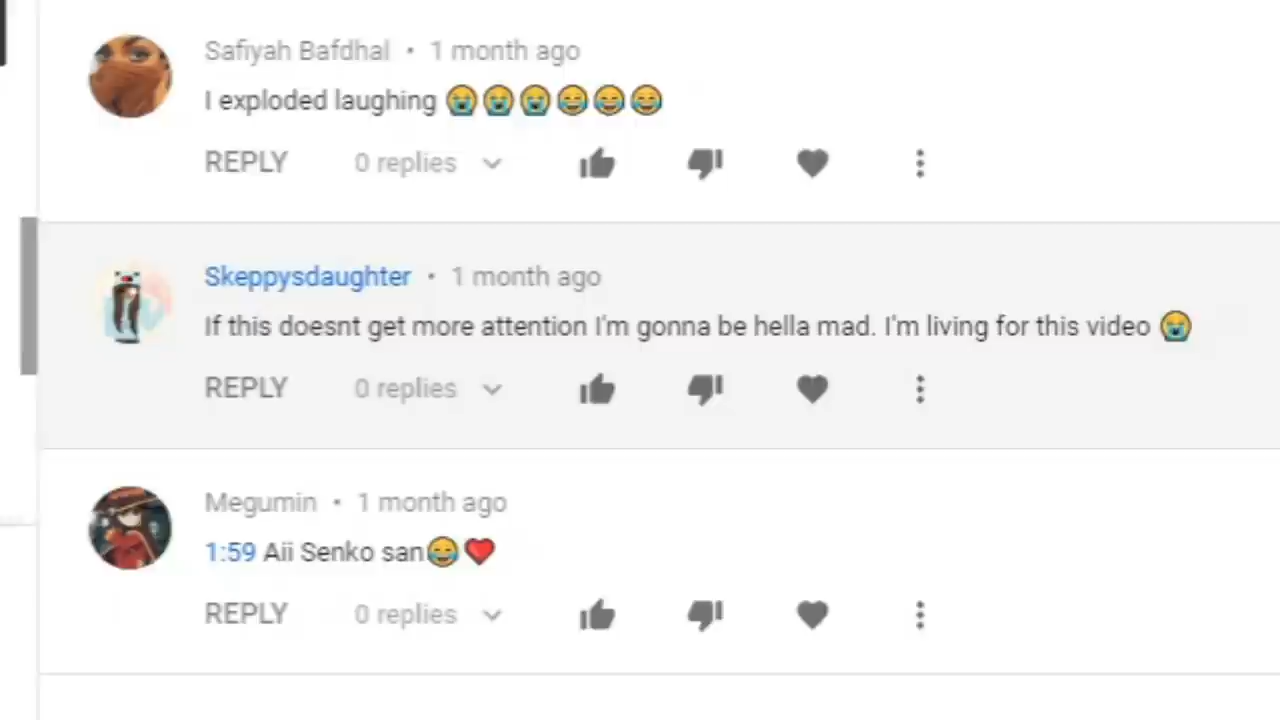 Safiyah Bafdhal • 1 month ago
I exploded laughing 😭😭😭😂😂😂
REPLY 0 replies
Skeppysdaughter • 1 month ago
If this doesnt get more attention I'm gonna be hella mad. I'm living for this video 😭
REPLY 0 replies
Megumin • 1 month ago
1:59 Aii Senko san😂❤️
REPLY 0 replies